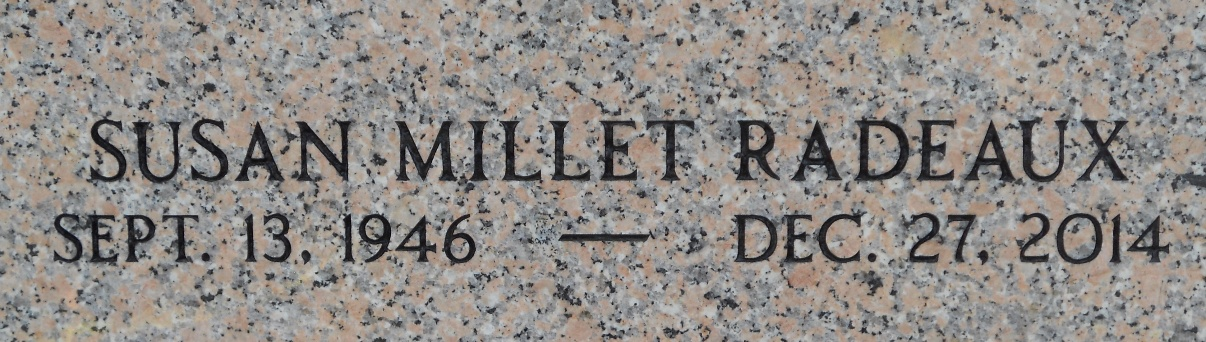 SUSAN MILLET RADEAUX
SEPT. 13, 1946 — DEC. 27, 2014